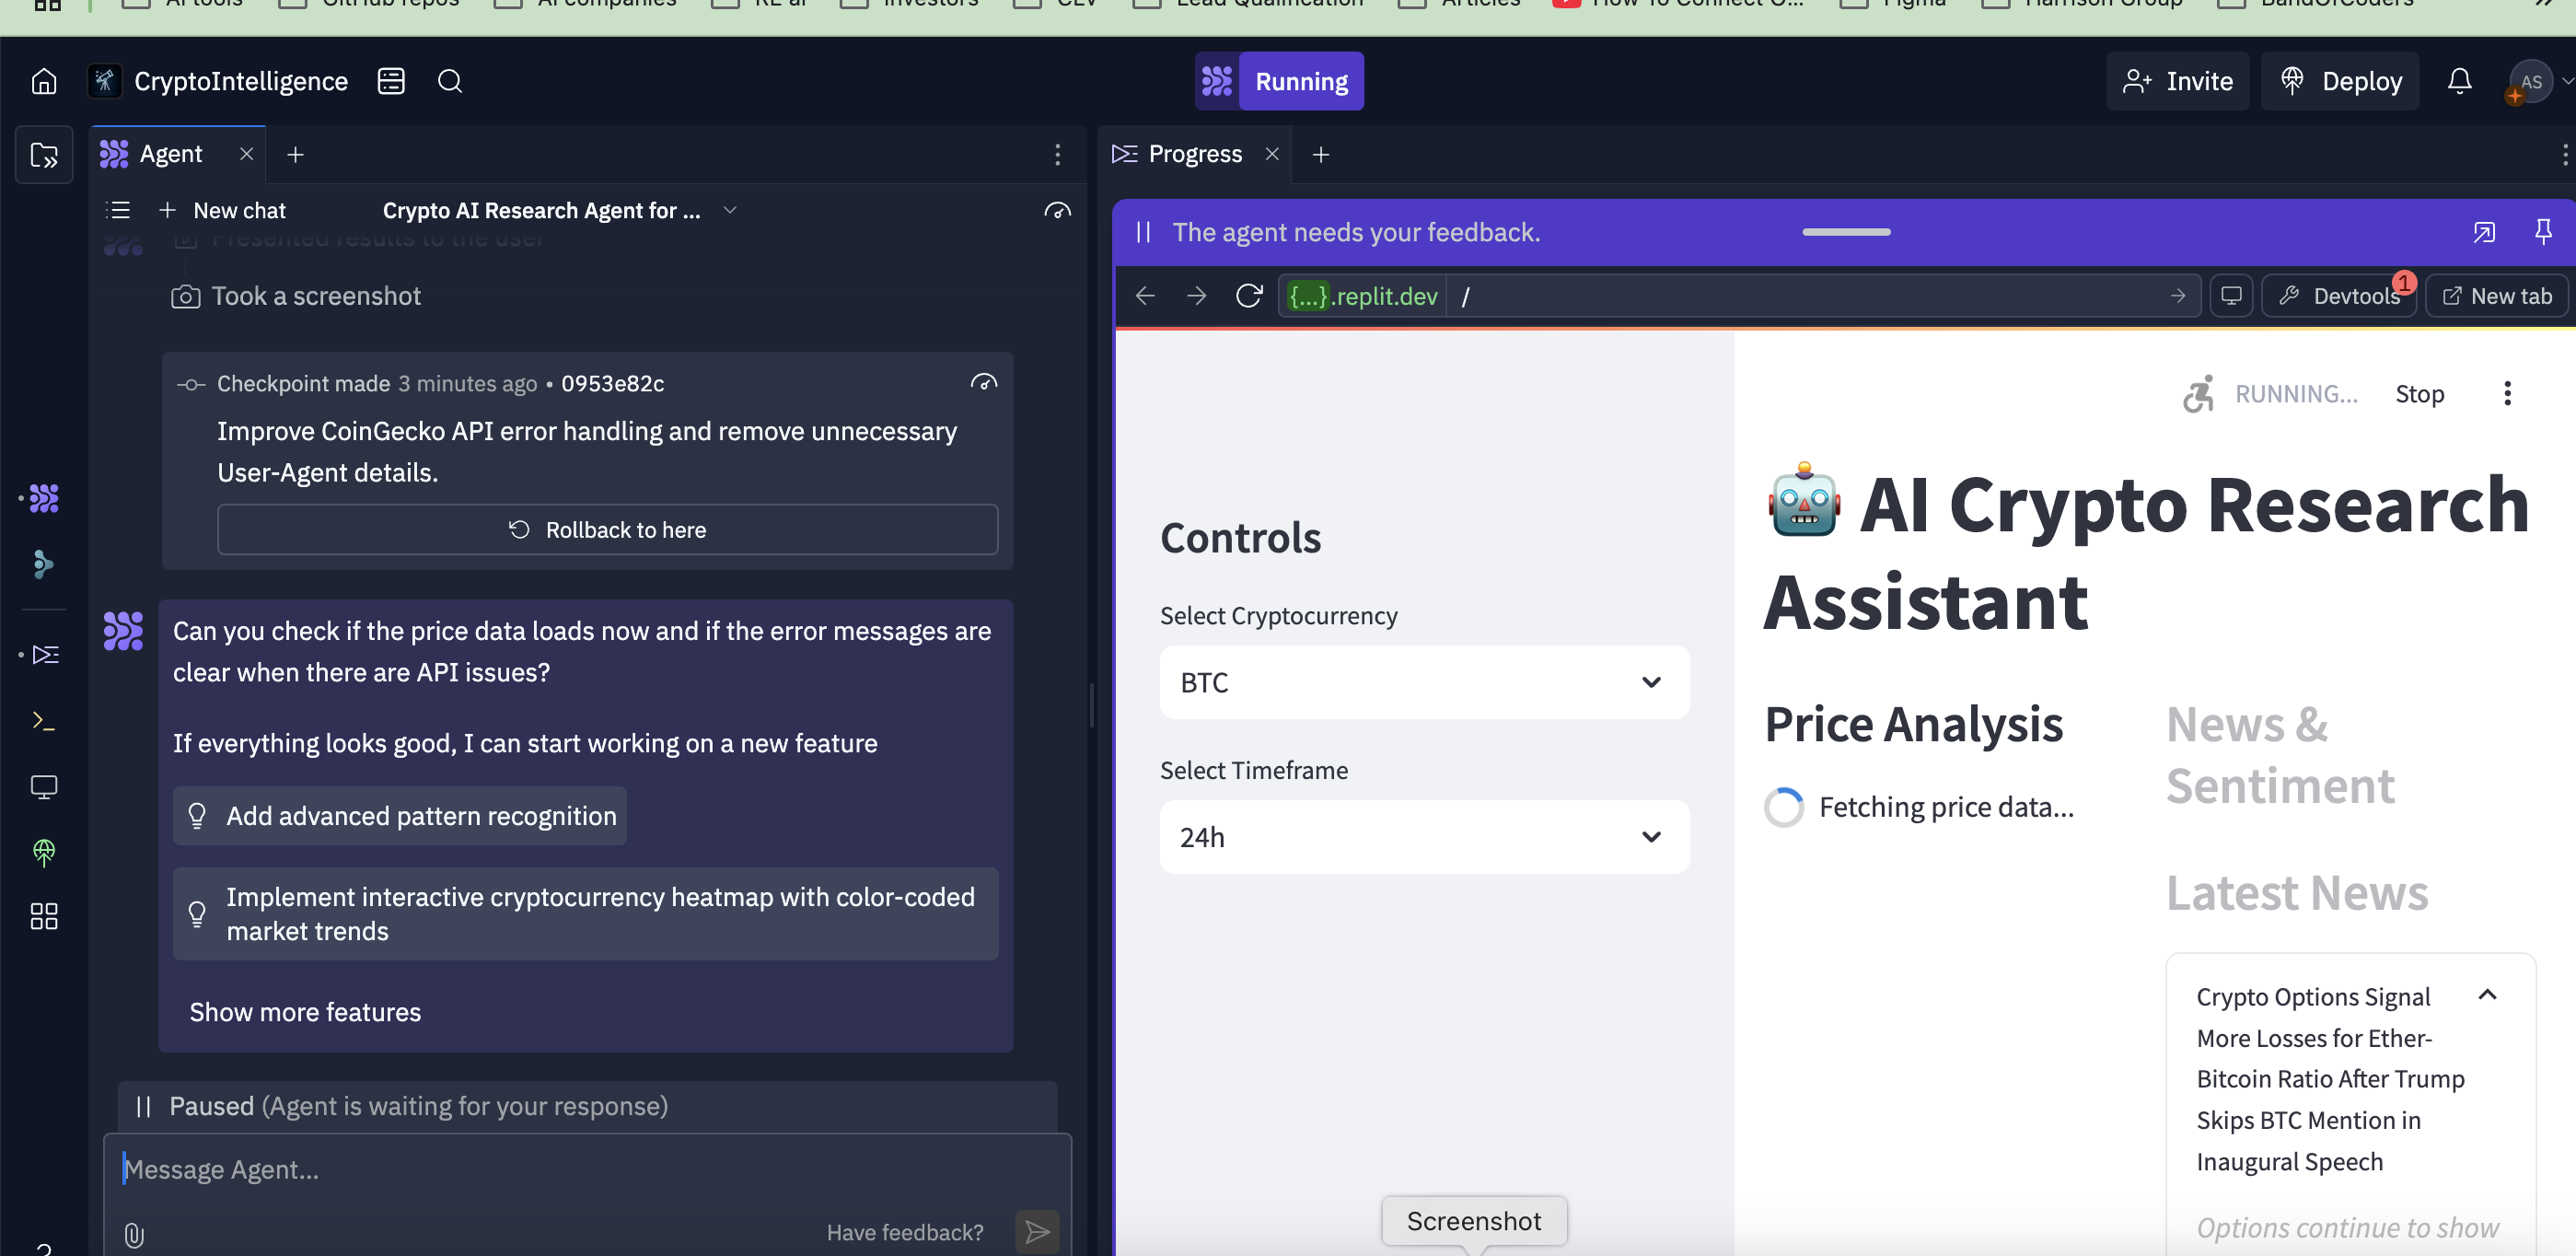 AI tools
GitHub repos
AI companies
RE ai
Investors
CLV
Lead Qualification
Articles
How To Connect G...
Figma
Harrison Group
BandOfCoders
CryptoIntelligence
Running
Invite
Deploy
AS
Agent
New chat
Crypto AI Research Agent for ...
Presented results to the user
Took a screenshot
Checkpoint made 3 minutes ago • 0953e82c
Improve CoinGecko API error handling and remove unnecessary
User-Agent details.
Rollback to here
Can you check if the price data loads now and if the error messages are
clear when there are API issues?
If everything looks good, I can start working on a new feature
Add advanced pattern recognition
Implement interactive cryptocurrency heatmap with color-coded
market trends
Show more features
Paused (Agent is waiting for your response)
Message Agent...
Have feedback?
Progress
The agent needs your feedback.
{...}.replit.dev
/
Devtools
1
New tab
RUNNING...
Stop
Controls
Select Cryptocurrency
BTC
Select Timeframe
24h
AI Crypto Research
Assistant
Price Analysis
Fetching price data...
News &
Sentiment
Latest News
Crypto Options Signal
More Losses for Ether-
Bitcoin Ratio After Trump
Skips BTC Mention in
Inaugural Speech
Options continue to show
Screenshot